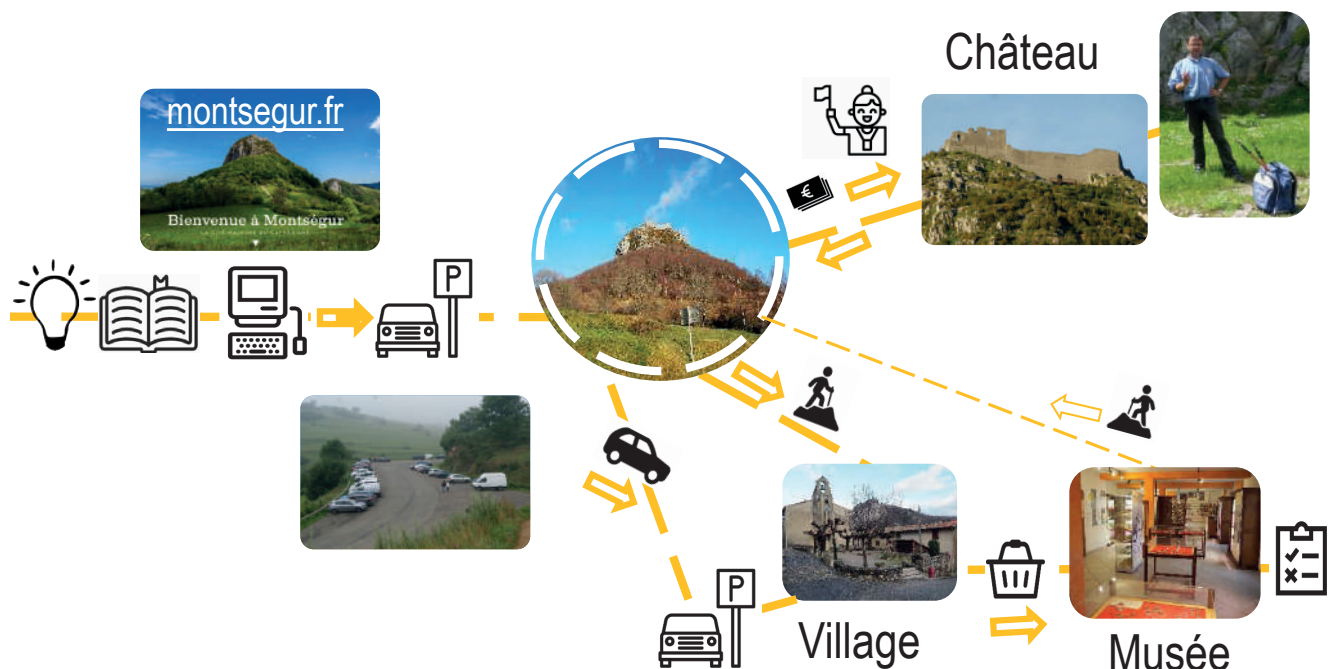 Château
montsegur.fr
Bienvenue à Montségur
€
P
P
Village
Musée